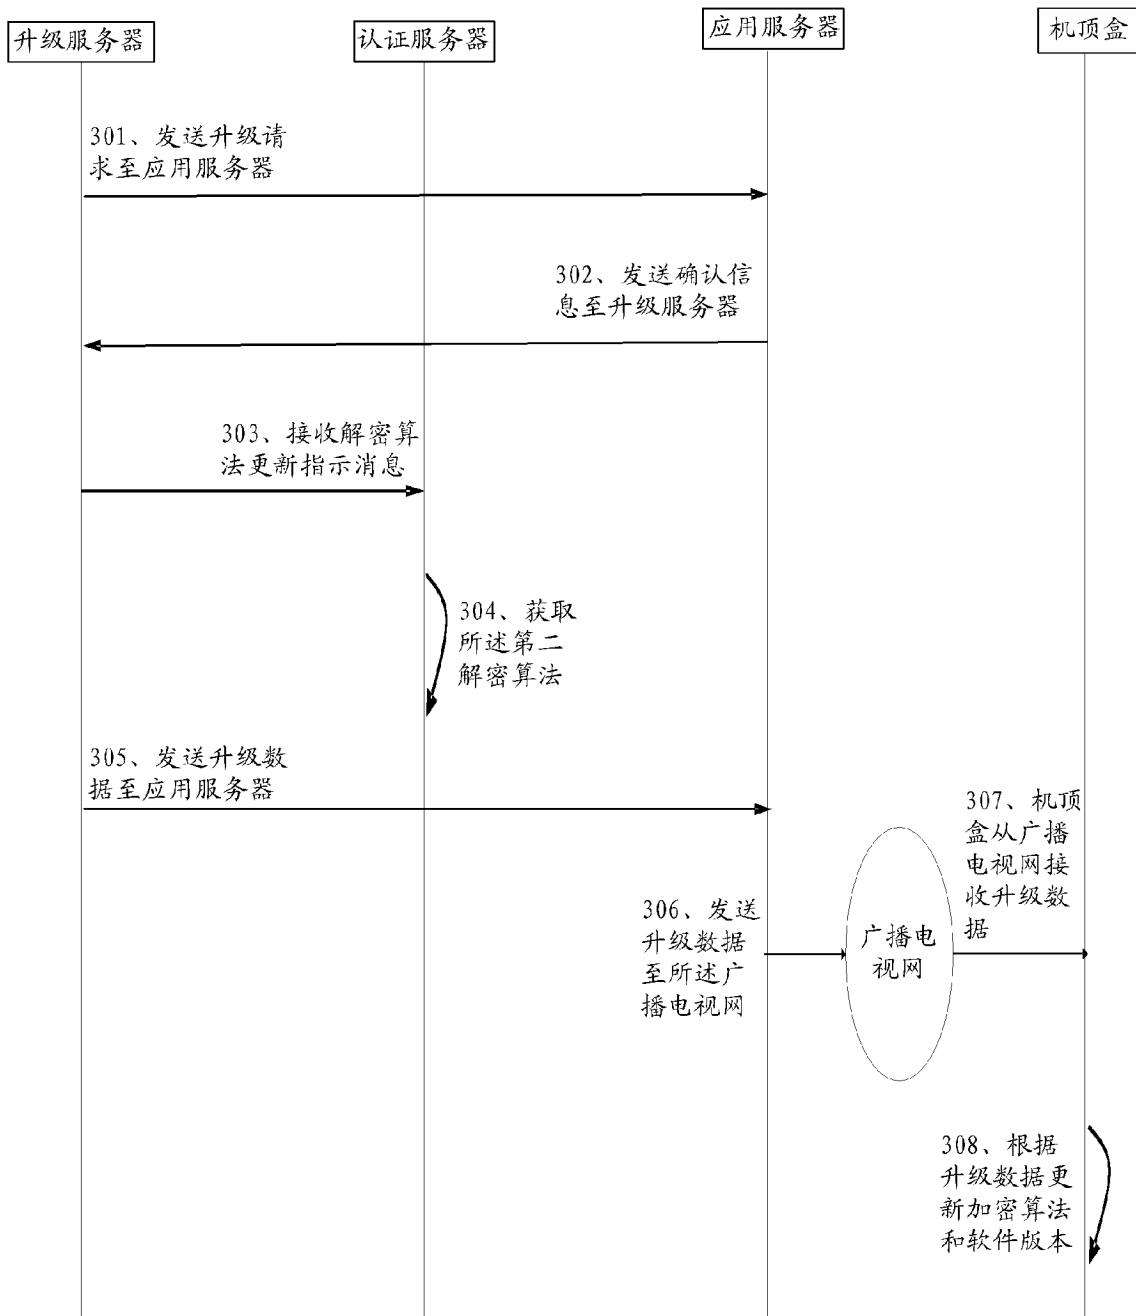 升级服务器
认证服务器
应用服务器
机顶盒
301、发送升级请
求至应用服务器
302、发送确认信
息至升级服务器
303、接收解密算
法更新指示消息
304、获取
所述第二
解密算法
305、发送升级数
据至应用服务器
306、发送
升级数据
至所述广
播电视网
广播电
视网
307、机顶
盒从广播
电视网接
收升级数
据
308、根据
升级数据更
新加密算法
和软件版本